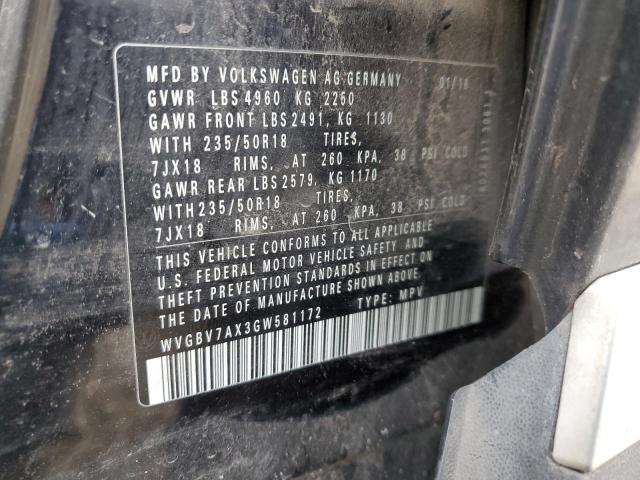 MFD BY VOLKSWAGEN AG GERMANY 01/16
GVWR LBS 4960 KG 2250
GAWR FRONT LBS 2491, KG 1130
WITH 235/50R18 TIRES,
7JX18 RIMS, AT 260 KPA, 38 PSI COLD
GAWR REAR LBS 2579, KG 1170
WITH 235/50R18 TIRES,
7JX18 RIMS, AT 260 KPA, 38 PSI COLD
THIS VEHICLE CONFORMS TO ALL APPLICABLE
U.S. FEDERAL MOTOR VEHICLE SAFETY AND
THEFT PREVENTION STANDARDS IN EFFECT ON
THE DATE OF MANUFACTURE SHOWN ABOVE.
WVGBV7AX3GW581172 TYPE: MPV